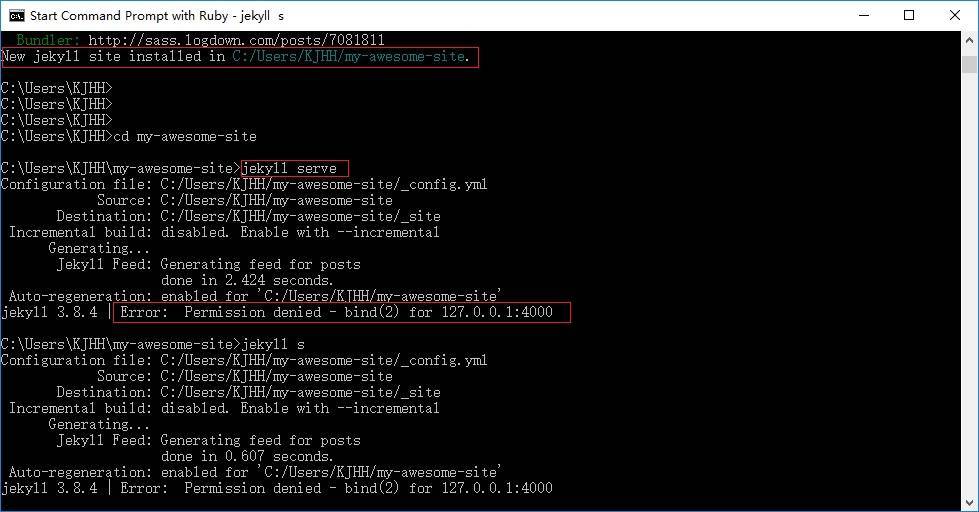 Start Command Prompt with Ruby - jekyll  s
Bundler: http://sass.logdown.com/posts/7081811
New jekyll site installed in C:/Users/KJHH/my-awesome-site.
C:\Users\KJHH>
C:\Users\KJHH>
C:\Users\KJHH>
C:\Users\KJHH>cd my-awesome-site
C:\Users\KJHH\my-awesome-site>jekyll serve
Configuration file: C:/Users/KJHH/my-awesome-site/_config.yml
Source: C:/Users/KJHH/my-awesome-site
Destination: C:/Users/KJHH/my-awesome-site/_site
Incremental build: disabled. Enable with --incremental
Generating...
Jekyll Feed: Generating feed for posts
done in 2.424 seconds.
Auto-regeneration: enabled for 'C:/Users/KJHH/my-awesome-site'
jekyll 3.8.4 | Error:  Permission denied - bind(2) for 127.0.0.1:4000
C:\Users\KJHH\my-awesome-site>jekyll s
Configuration file: C:/Users/KJHH/my-awesome-site/_config.yml
Source: C:/Users/KJHH/my-awesome-site
Destination: C:/Users/KJHH/my-awesome-site/_site
Incremental build: disabled. Enable with --incremental
Generating...
Jekyll Feed: Generating feed for posts
done in 0.607 seconds.
Auto-regeneration: enabled for 'C:/Users/KJHH/my-awesome-site'
jekyll 3.8.4 | Error:  Permission denied - bind(2) for 127.0.0.1:4000